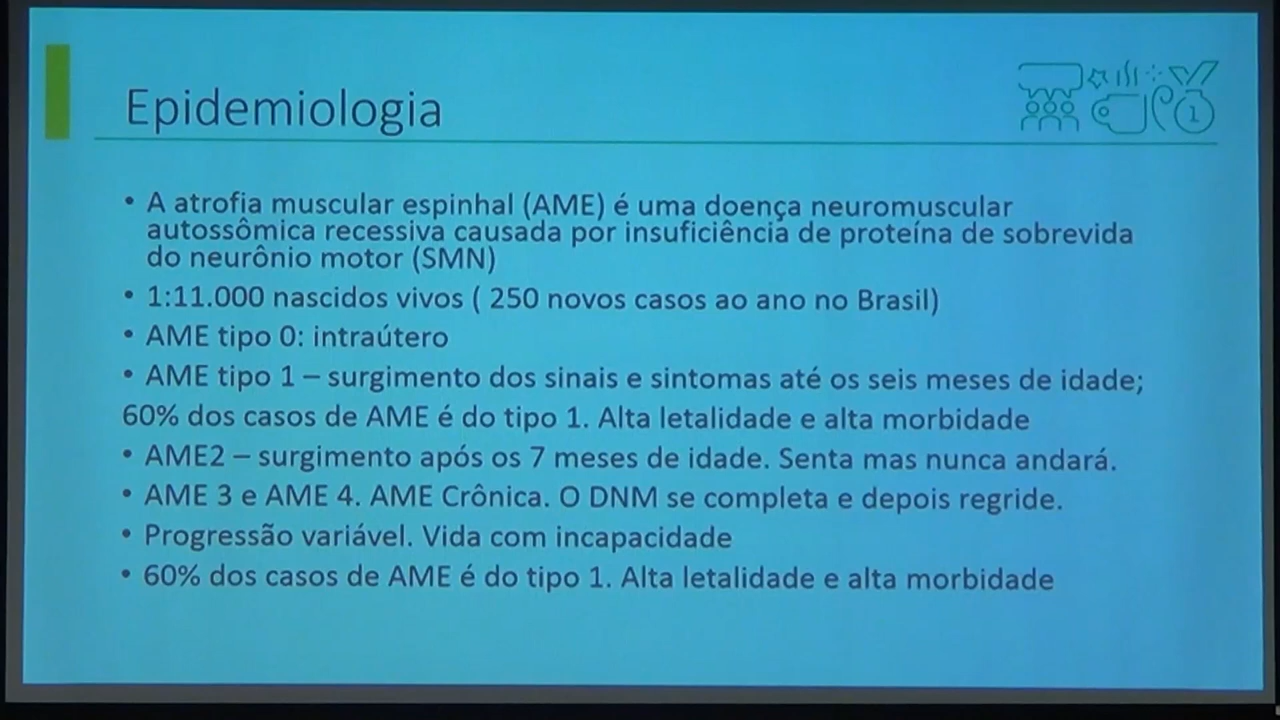 Epidemiologia
1
• A atrofia muscular espinhal (AME) é uma doença neuromuscular
autossômica recessiva causada por insuficiência de proteína de sobrevida
do neurônio motor (SMN)
• 1:11.000 nascidos vivos ( 250 novos casos ao ano no Brasil)
• AME tipo 0: intraútero
• AME tipo 1 – surgimento dos sinais e sintomas até os seis meses de idade;
60% dos casos de AME é do tipo 1. Alta letalidade e alta morbidade
• AME2 – surgimento após os 7 meses de idade. Senta mas nunca andará.
• AME 3 e AME 4. AME Crônica. O DNM se completa e depois regride.
• Progressão variável. Vida com incapacidade
• 60% dos casos de AME é do tipo 1. Alta letalidade e alta morbidade